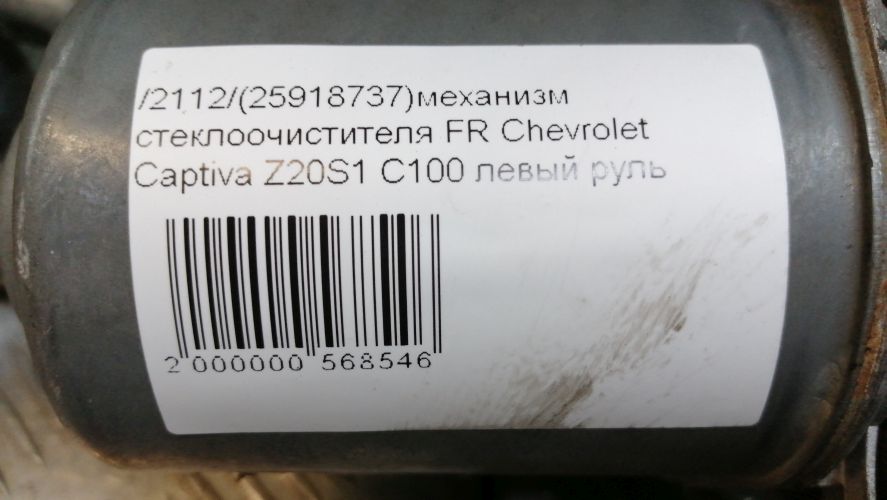 /2112/(25918737)механизм
стеклоочистителя FR Chevrolet
Captiva Z20S1 C100 левый руль
2 000000 568546